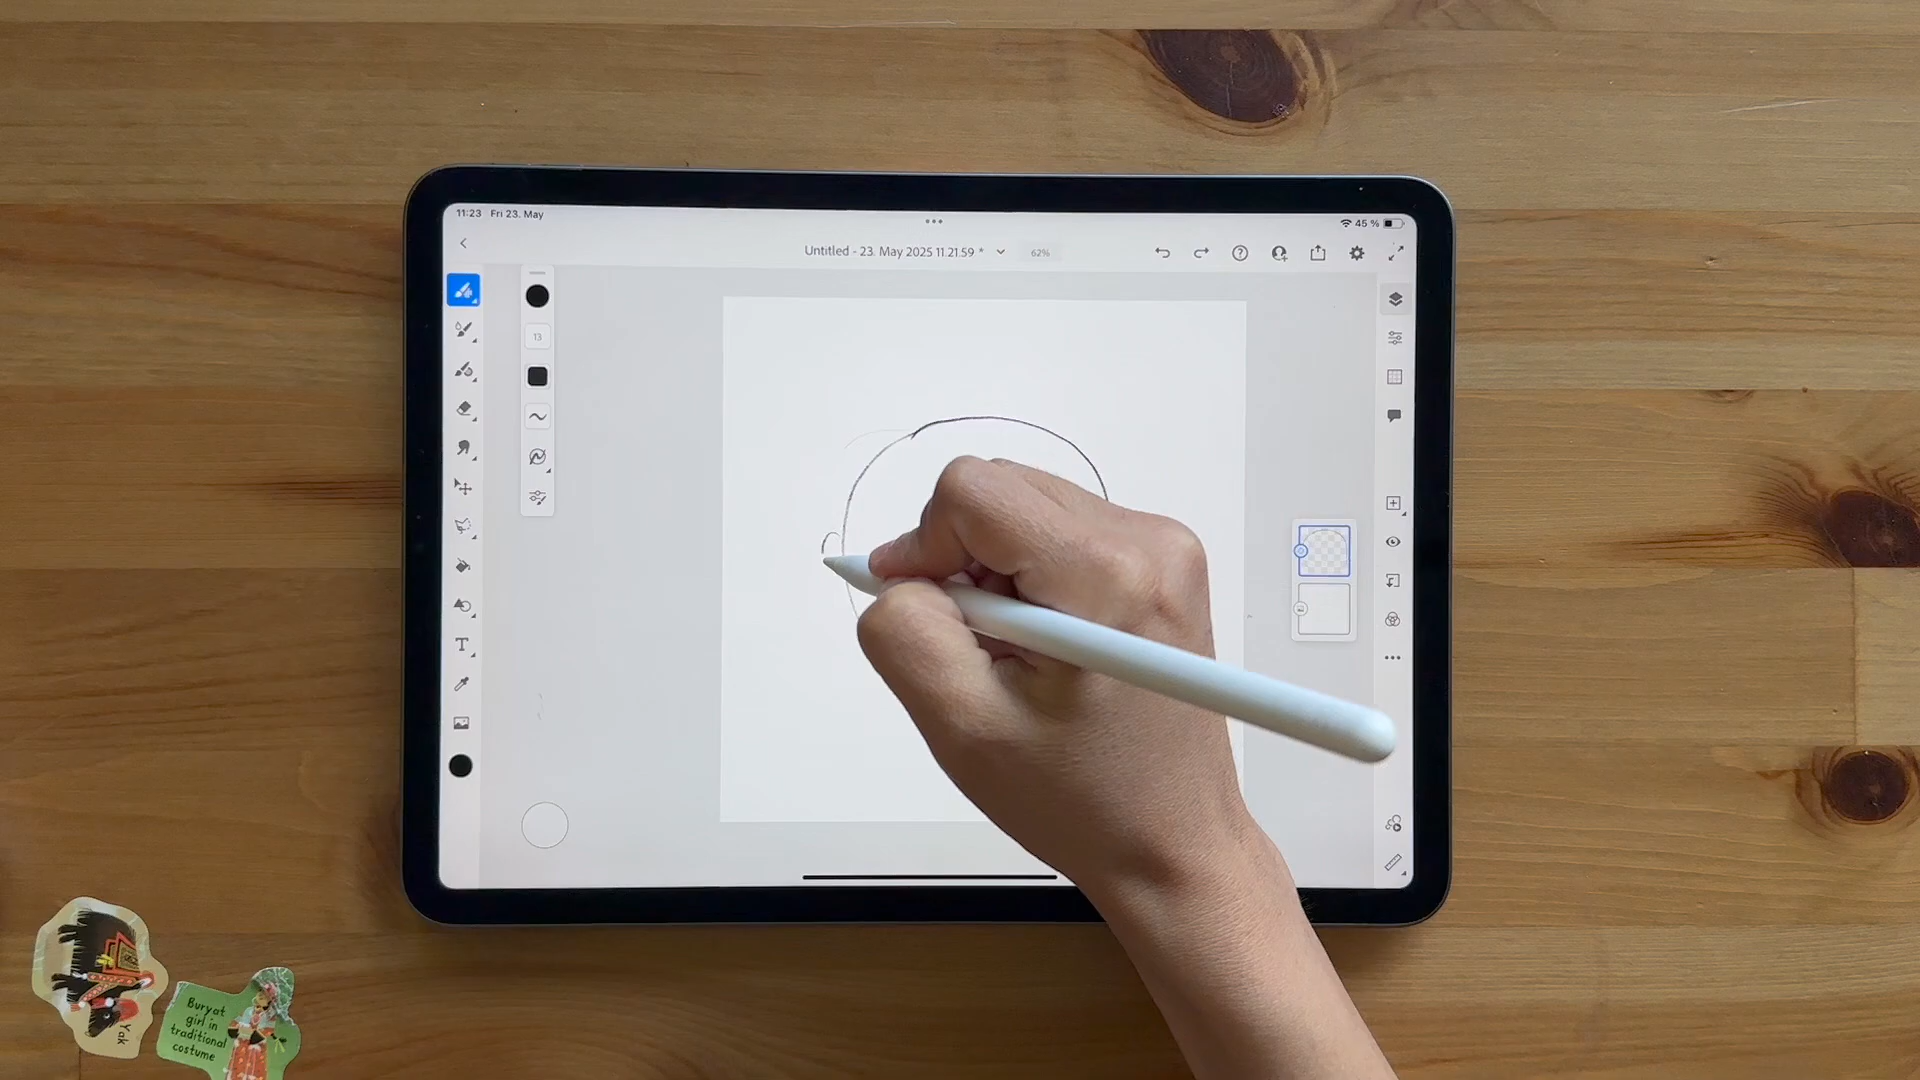 11:23 Fri 23. May
45 %
Untitled - 23. May 2025 11.21.59 *
62%
13
T
Yak
Buryat
girl in
traditional
costume